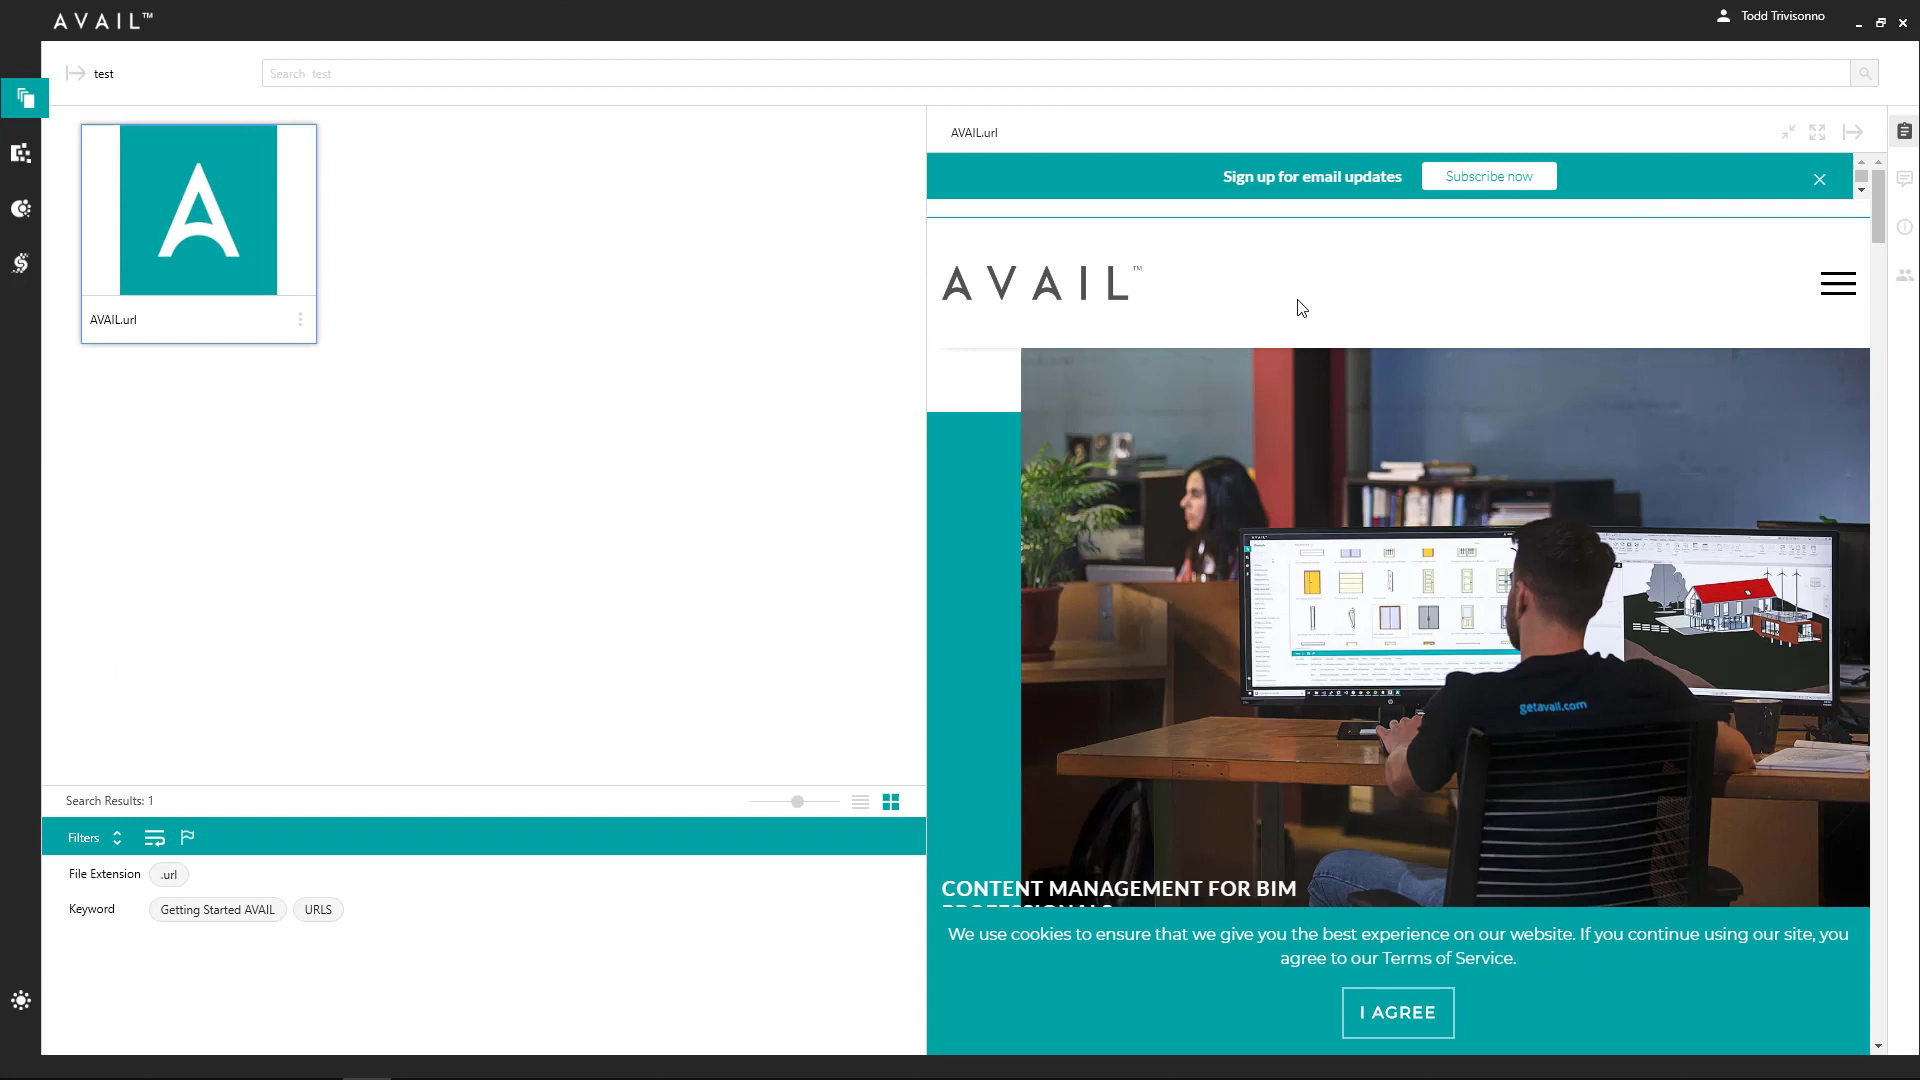 AVAIL™
Todd Trivisonno
test
Search test
AVAIL.url
AVAIL.url
Sign up for email updates
Subscribe now
AVAIL™
getavail.com
CONTENT MANAGEMENT FOR BIM
PROFESSIONALS
We use cookies to ensure that we give you the best experience on our website. If you continue using our site, you
agree to our Terms of Service.
I AGREE
Search Results: 1
Filters
File Extension .url
Keyword Getting Started AVAIL URLS